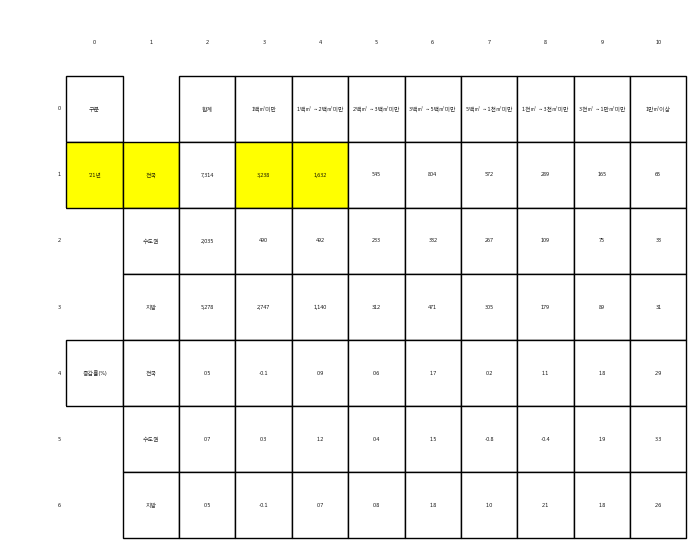 0 1 2 3 4 5 6 7 8 9 10
0 구분 합계 1백㎡미만 1백㎡ ~ 2백㎡미만 2백㎡ ~ 3백㎡미만 3백㎡ ~ 5백㎡미만 5백㎡ ~ 1천㎡미만 1천㎡ ~ 3천㎡미만 3천㎡ ~ 1만㎡미만 1만㎡이상
1 '21년 전국 7,314 3,238 1,632 545 804 572 289 165 65
2 수도권 2,035 490 492 233 332 267 109 75 33
3 지방 5,278 2,747 1,140 312 471 305 179 89 31
4 증감률(%) 전국 0.5 -0.1 0.9 0.6 1.7 0.2 1.1 1.8 2.9
5 수도권 0.7 0.3 1.2 0.4 1.5 -0.8 -0.4 1.9 3.3
6 지방 0.5 -0.1 0.7 0.8 1.8 1.0 2.1 1.8 2.6